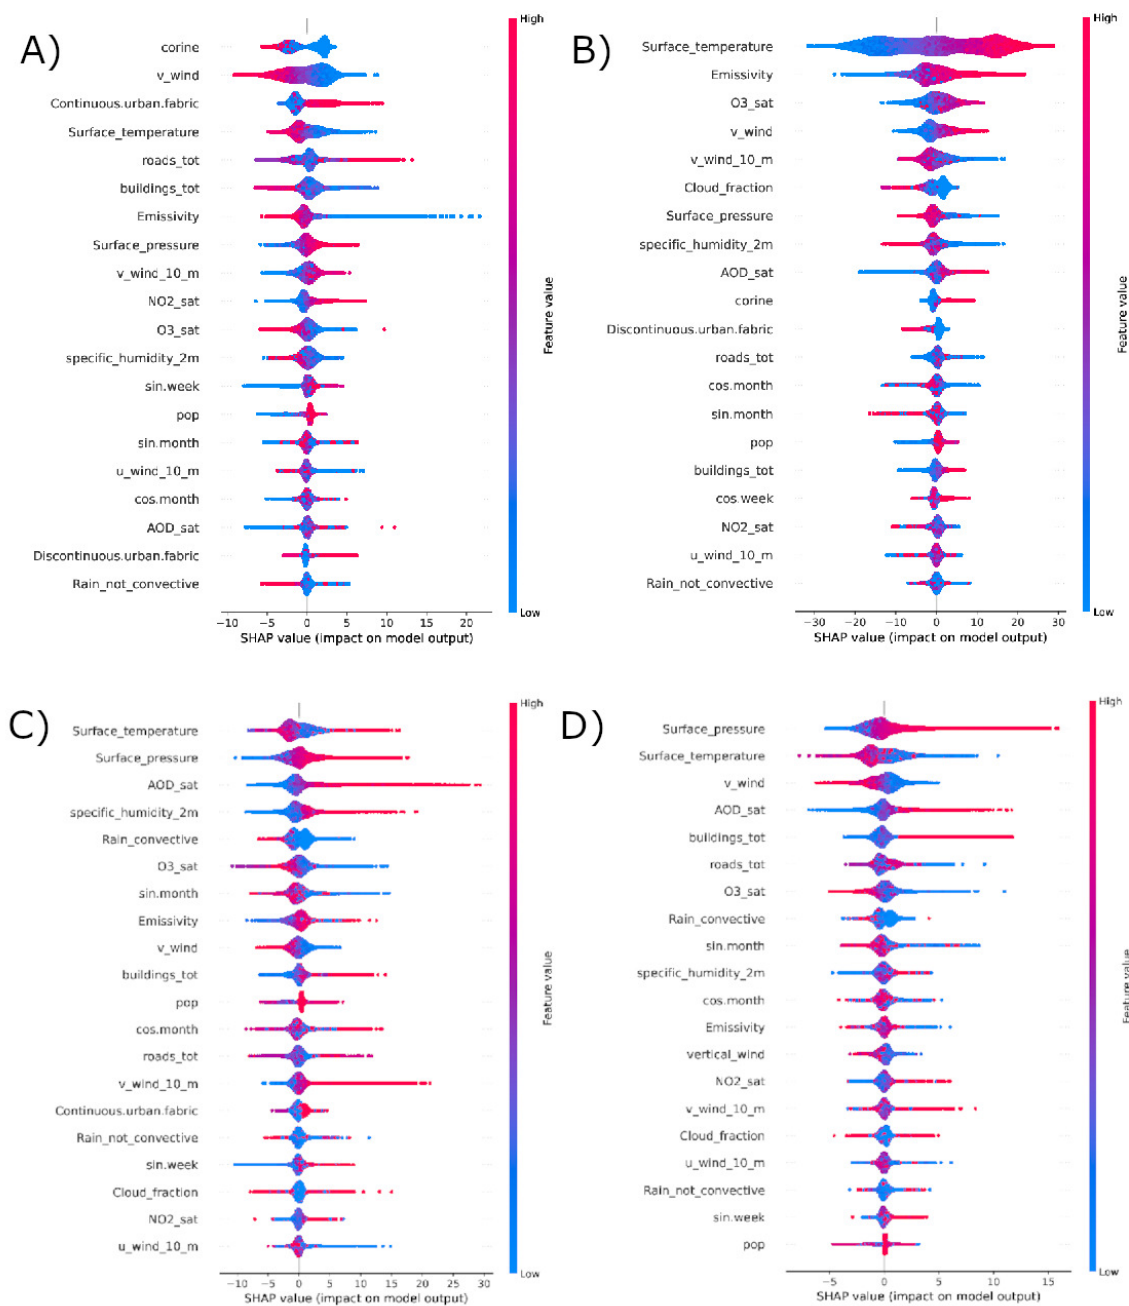 A)
High
corine
v_wind
Continuous.urban.fabric
Surface_temperature
roads_tot
buildings_tot
Emissivity
Surface_pressure
v_wind_10_m
NO2_sat
O3_sat
specific_humidity_2m
sin.week
pop
sin.month
u_wind_10_m
cos.month
AOD_sat
Discontinuous.urban.fabric
Rain_not_convective
Feature value
Low
−10 −5 0 5 10 15 20
SHAP value (impact on model output)
B)
High
Surface_temperature
Emissivity
O3_sat
v_wind
v_wind_10_m
Cloud_fraction
Surface_pressure
specific_humidity_2m
AOD_sat
corine
Discontinuous.urban.fabric
roads_tot
cos.month
sin.month
pop
buildings_tot
cos.week
NO2_sat
u_wind_10_m
Rain_not_convective
Feature value
Low
−30 −20 −10 0 10 20 30
SHAP value (impact on model output)
C)
High
Surface_temperature
Surface_pressure
AOD_sat
specific_humidity_2m
Rain_convective
O3_sat
sin.month
Emissivity
v_wind
buildings_tot
pop
cos.month
roads_tot
v_wind_10_m
Continuous.urban.fabric
Rain_not_convective
sin.week
Cloud_fraction
NO2_sat
u_wind_10_m
Feature value
Low
−10 −5 0 5 10 15 20 25 30
SHAP value (impact on model output)
D)
High
Surface_pressure
Surface_temperature
v_wind
AOD_sat
buildings_tot
roads_tot
O3_sat
Rain_convective
sin.month
specific_humidity_2m
cos.month
Emissivity
vertical_wind
NO2_sat
v_wind_10_m
Cloud_fraction
u_wind_10_m
Rain_not_convective
sin.week
pop
Feature value
Low
−5 0 5 10 15
SHAP value (impact on model output)